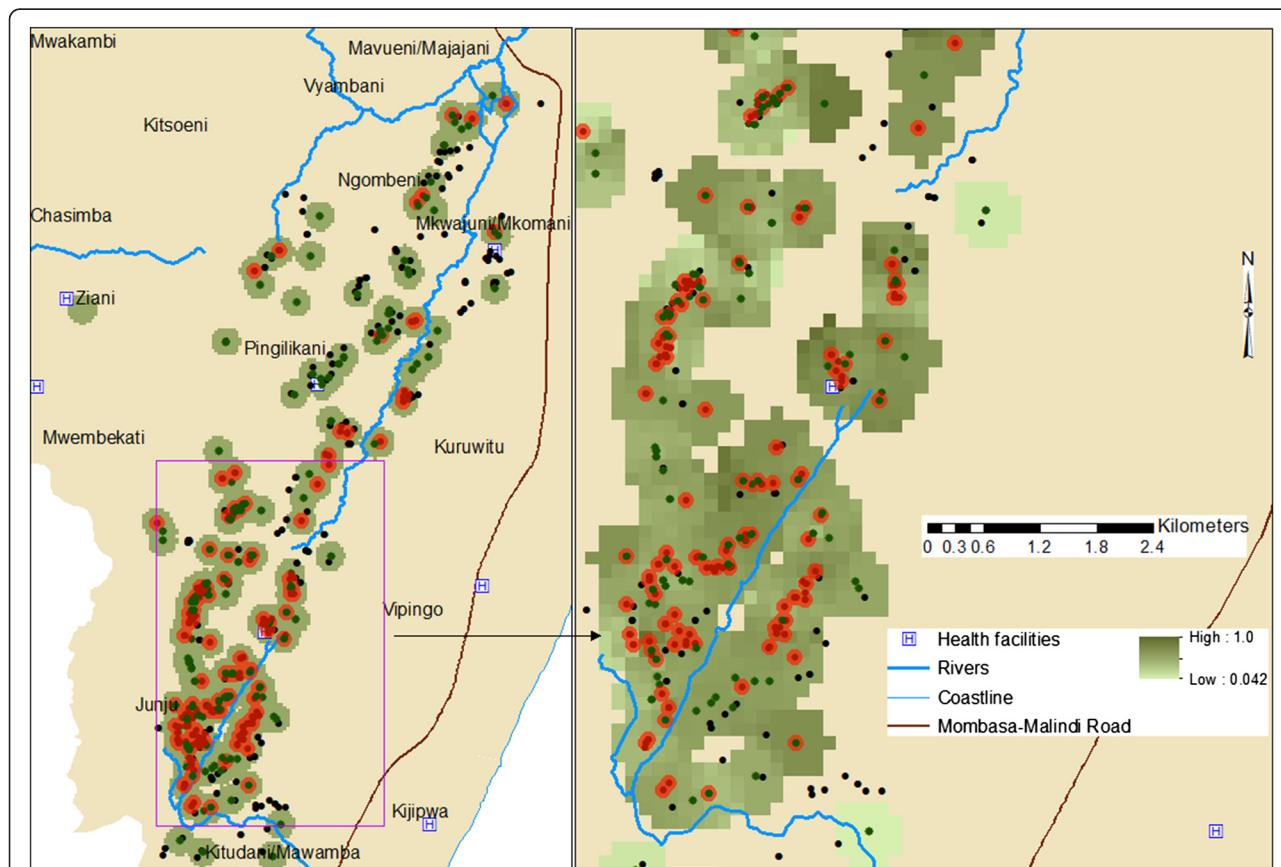 Mwakambi
Mavueni/Majajani
Vyambani
Kitsoeni
Ngombeni
Chasimba
Mkwajuni/Mkomani
H Ziani
H
Pingilikani
H
H
Mwembekati
Kuruwitu
H
Vipingo
H
Junju
Kijipwa
H
Kitudani/Mawamba
N
H
Kilometers
0 0.3 0.6 1.2 1.8 2.4
H Health facilities
Rivers
Coastline
Mombasa-Malindi Road
High : 1.0
Low : 0.042
H